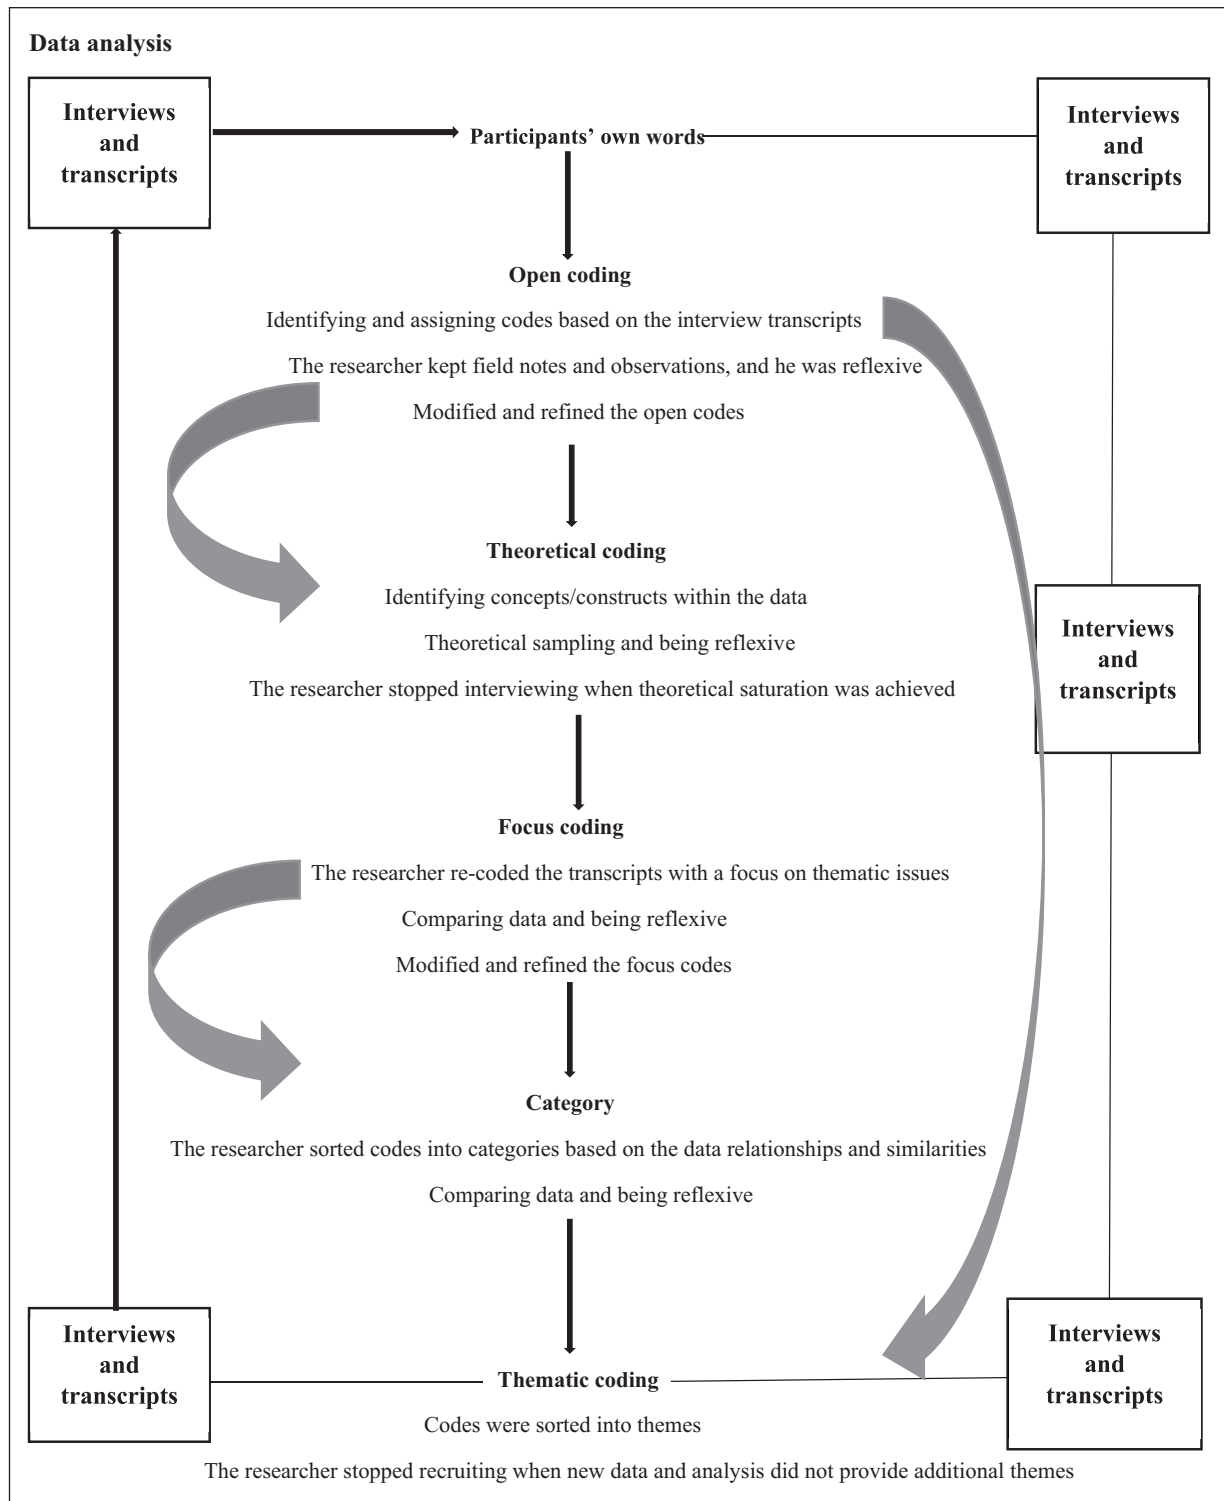 Data analysis
Interviews
and
transcripts
Participants’ own words
Interviews
and
transcripts
Open coding
Identifying and assigning codes based on the interview transcripts
The researcher kept field notes and observations, and he was reflexive
Modified and refined the open codes
Theoretical coding
Identifying concepts/constructs within the data
Theoretical sampling and being reflexive
The researcher stopped interviewing when theoretical saturation was achieved
Interviews
and
transcripts
Focus coding
The researcher re-coded the transcripts with a focus on thematic issues
Comparing data and being reflexive
Modified and refined the focus codes
Category
The researcher sorted codes into categories based on the data relationships and similarities
Comparing data and being reflexive
Interviews
and
transcripts
Thematic coding
Interviews
and
transcripts
Codes were sorted into themes
The researcher stopped recruiting when new data and analysis did not provide additional themes